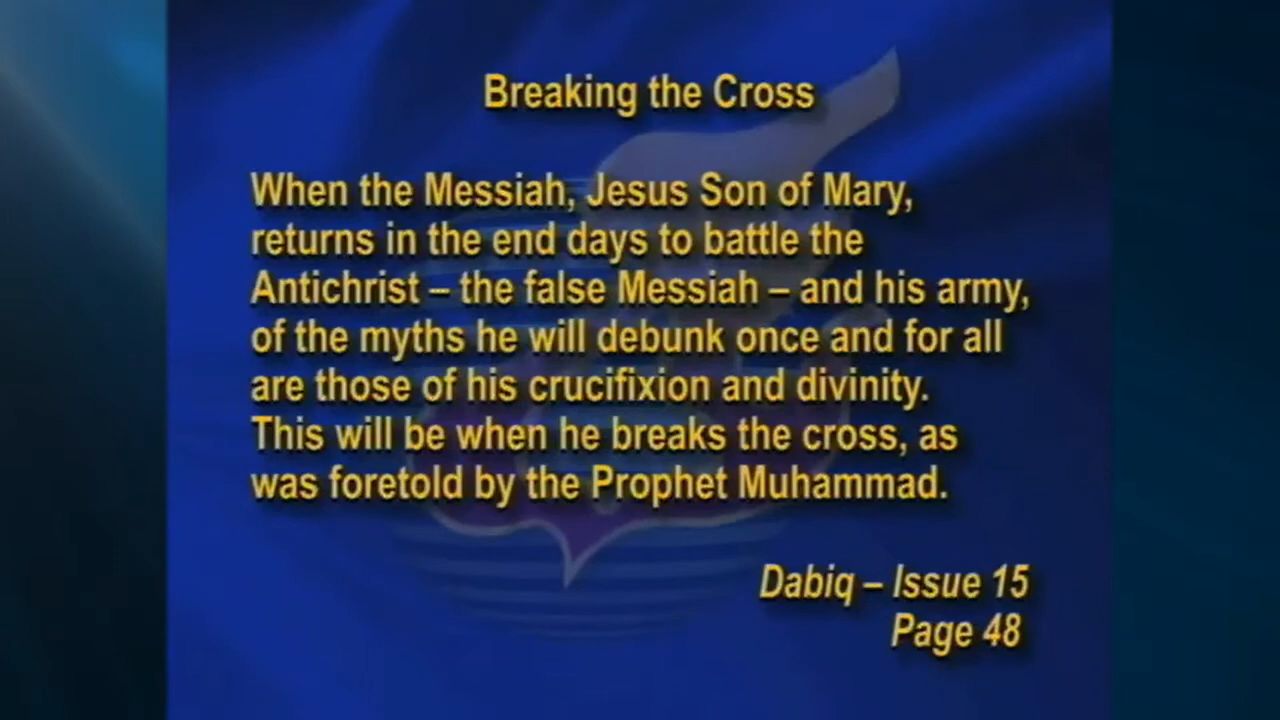 Breaking the Cross
When the Messiah, Jesus Son of Mary,
returns in the end days to battle the
Antichrist – the false Messiah – and his army,
of the myths he will debunk once and for all
are those of his crucifixion and divinity.
This will be when he breaks the cross, as
was foretold by the Prophet Muhammad.
Dabiq – Issue 15
Page 48